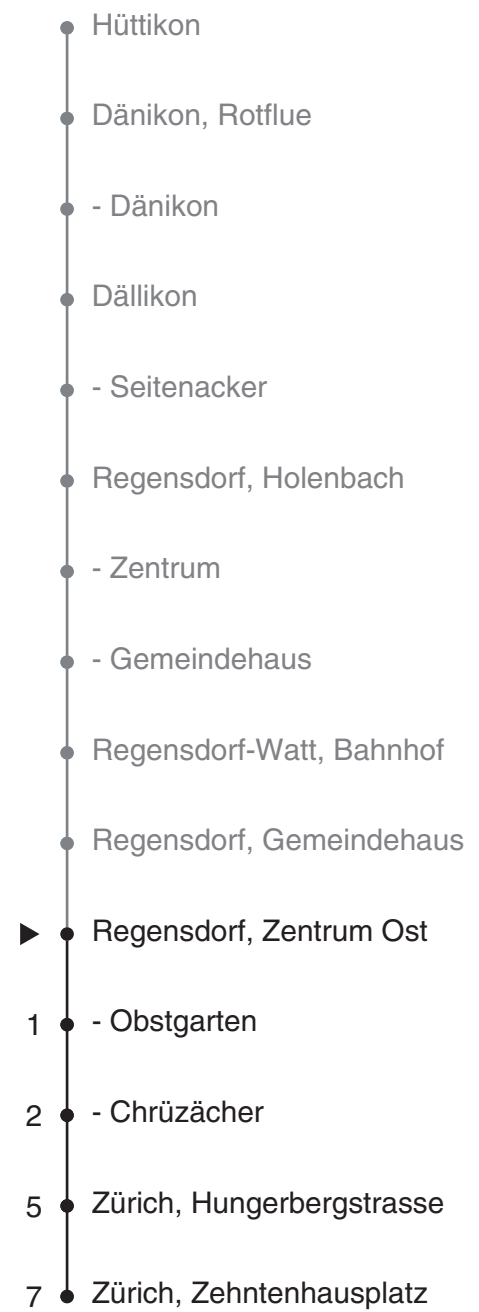 Hüttikon
Dänikon, Rotflue
- Dänikon
Dällikon
- Seitenacker
Regensdorf, Holenbach
- Zentrum
- Gemeindehaus
Regensdorf-Watt, Bahnhof
Regensdorf, Gemeindehaus
Regensdorf, Zentrum Ost
1 - Obstgarten
2 - Chrüzächer
5 Zürich, Hungerbergstrasse
7 Zürich, Zehntenhausplatz